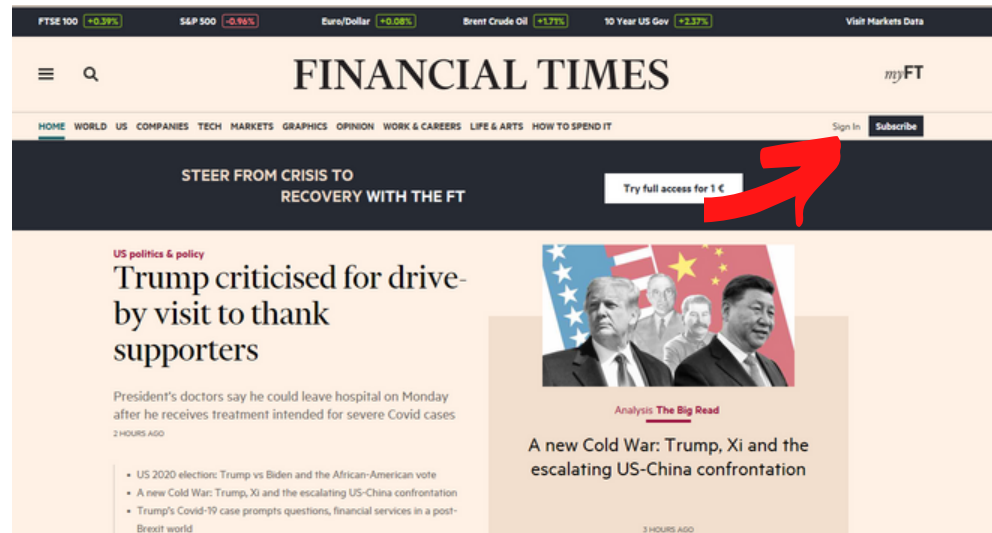 FTSE 100 +0.39% S&P 500 -0.96% Euro/Dollar +0.08% Brent Crude Oil +1.71% 10 Year US Gov +2.37% Visit Markets Data
FINANCIAL TIMES
myFT
HOME WORLD US COMPANIES TECH MARKETS GRAPHICS OPINION WORK & CAREERS LIFE & ARTS HOW TO SPEND IT Sign In Subscribe
STEER FROM CRISIS TO
RECOVERY WITH THE FT
Try full access for 1 €
US politics & policy
Trump criticised for drive-
by visit to thank
supporters
President's doctors say he could leave hospital on Monday
after he receives treatment intended for severe Covid cases
2 HOURS AGO
• US 2020 election: Trump vs Biden and the African-American vote
• A new Cold War: Trump, Xi and the escalating US-China confrontation
• Trump's Covid-19 case prompts questions, financial services in a post-
Brexit world
Analysis The Big Read
A new Cold War: Trump, Xi and the
escalating US-China confrontation
3 HOURS AGO